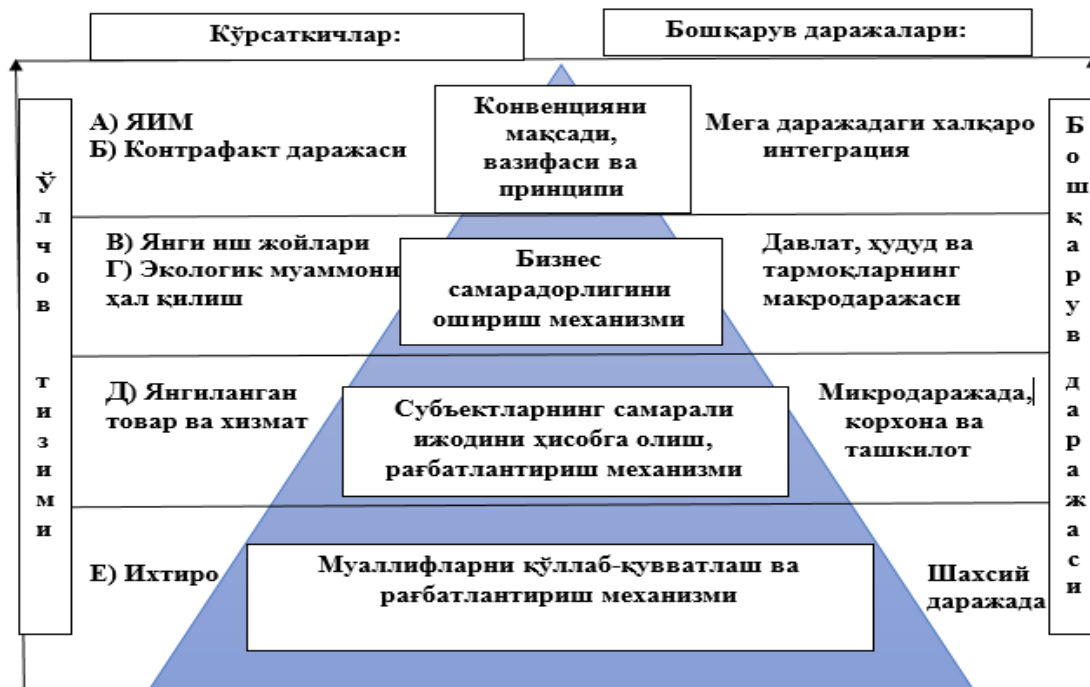 Кўрсаткичлар:
Бошқарув даражалари:
Ўлчов тизими
А) ЯИМ
Б) Контрафакт даражаси
Конвенцияни
мақсади,
вазифаси ва
принципи
Мега даражадаги халқаро
интеграция
В) Янги иш жойлари
Г) Экологик муаммони
ҳал қилиш
Бизнес
самарадорлигини
ошириш механизми
Давлат, ҳудуд ва
тармоқларнинг
макродаражаси
Д) Янгиланган
товар ва хизмат
Субъектларнинг самарали
ижодини ҳисобга олиш,
рағбатлантириш механизми
Микродаражада,
корхона ва
ташкилот
Е) Ихтиро
Муаллифларни қўллаб-қувватлаш ва
рағбатлантириш механизми
Шахсий
даражада
Бошқарув даражаси